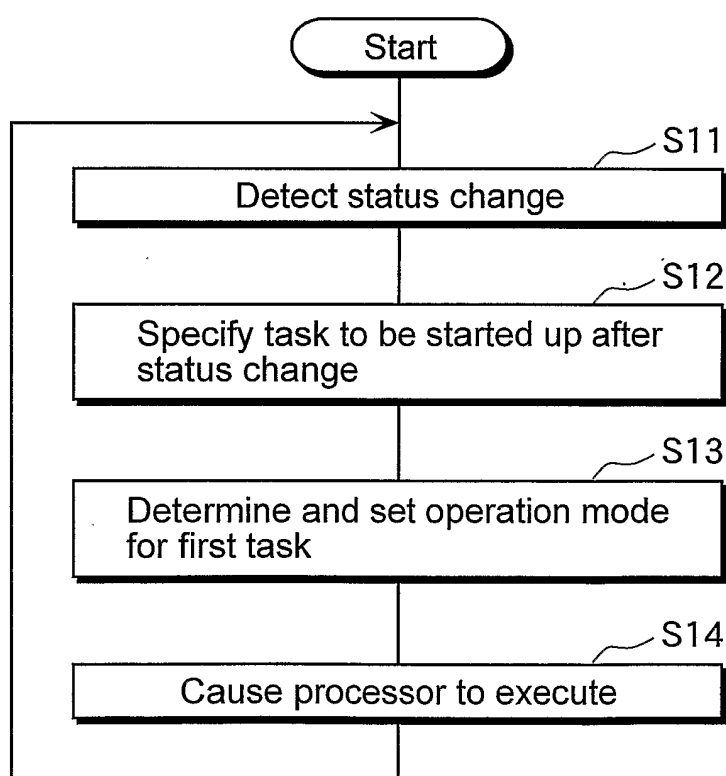 Start
S11
Detect status change
S12
Specify task to be started up after
status change
S13
Determine and set operation mode
for first task
S14
Cause processor to execute